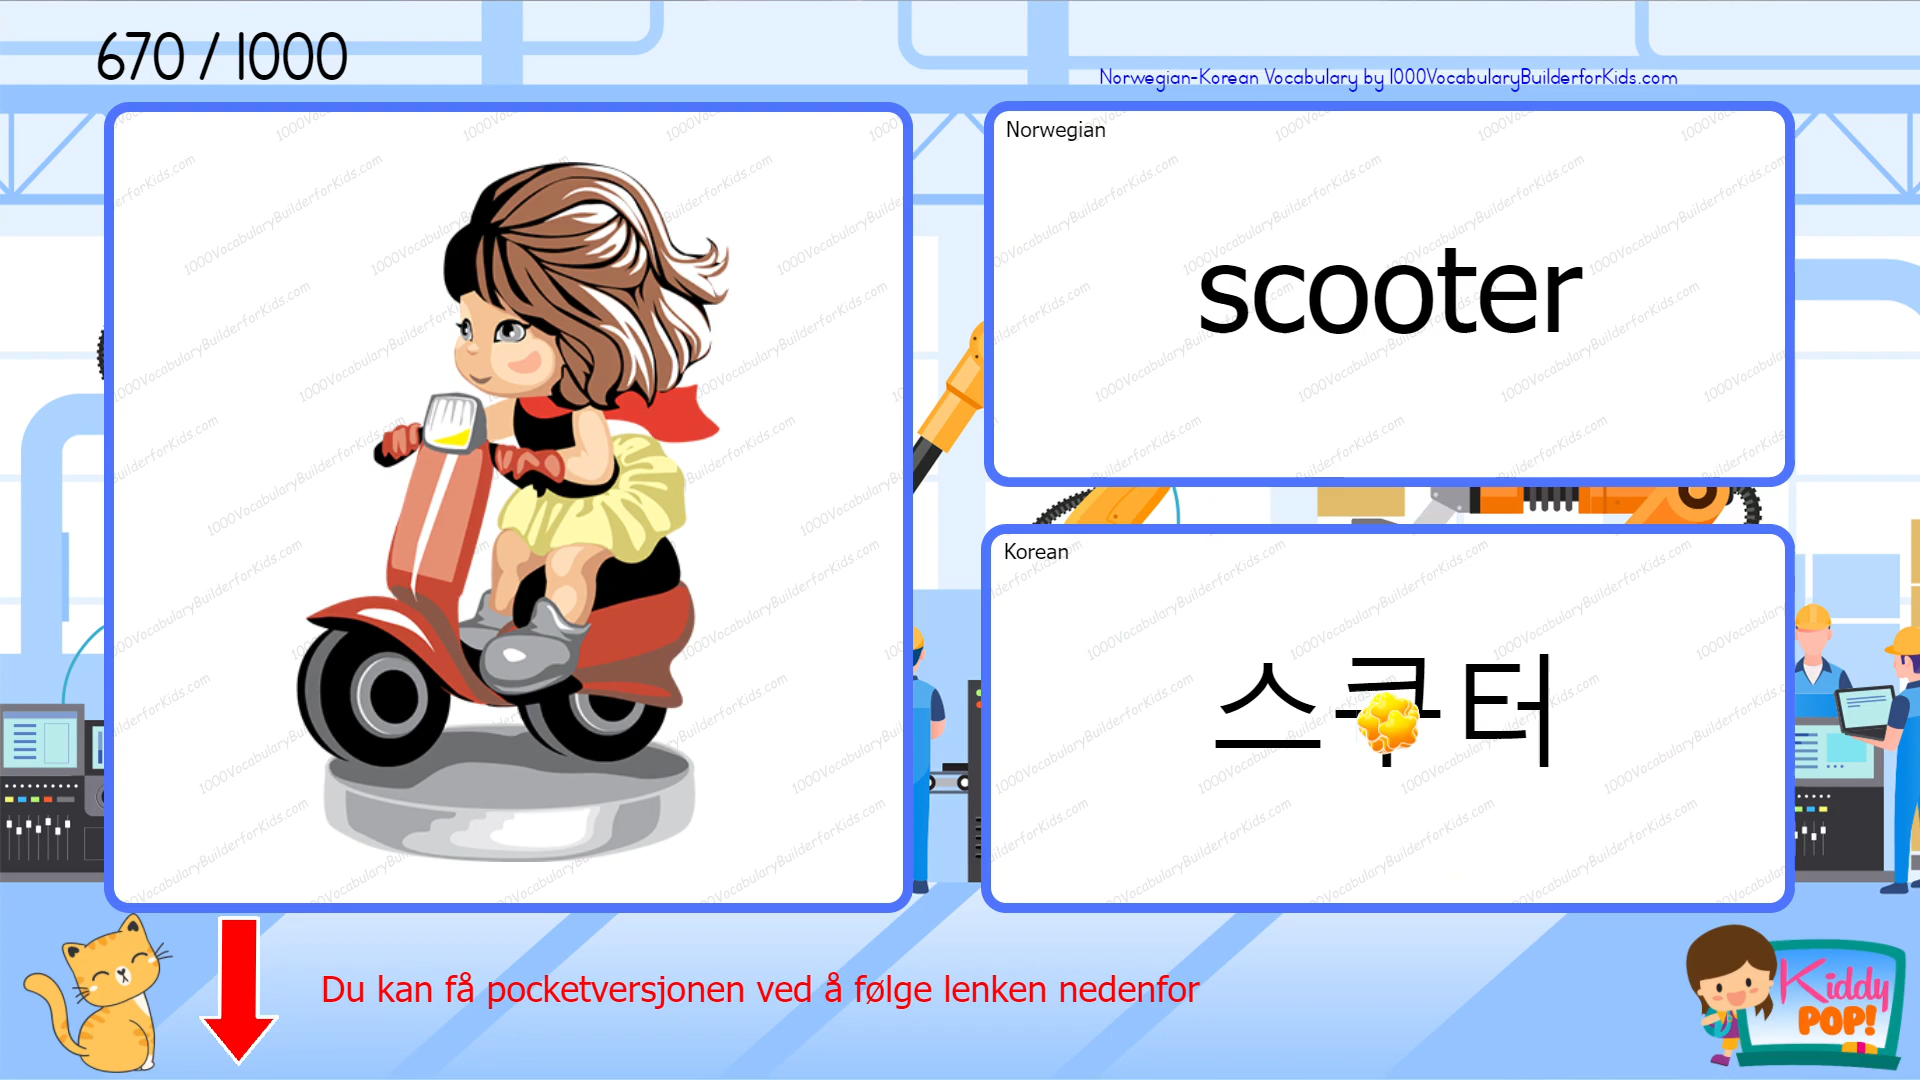 670 / 1000
Norwegian-Korean Vocabulary by 1000VocabularyBuilderforKids.com
Norwegian
scooter
Korean
스쿠터
Du kan få pocketversjonen ved å følge lenken nedenfor
Kiddy
POP!